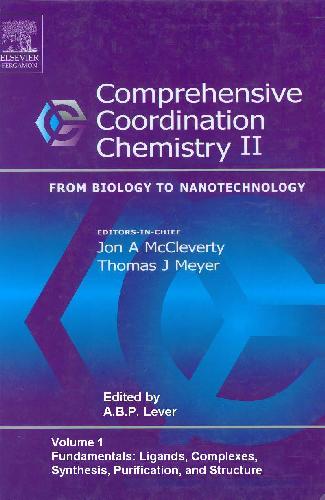 ELSEVIER
PERGAMON
Comprehensive
Coordination
Chemistry II
FROM BIOLOGY TO NANOTECHNOLOGY
EDITORS-IN-CHIEF
Jon A McCleverty
Thomas J Meyer
Edited by
A.B.P. Lever
Volume 1
Fundamentals: Ligands, Complexes,
Synthesis, Purification, and Structure